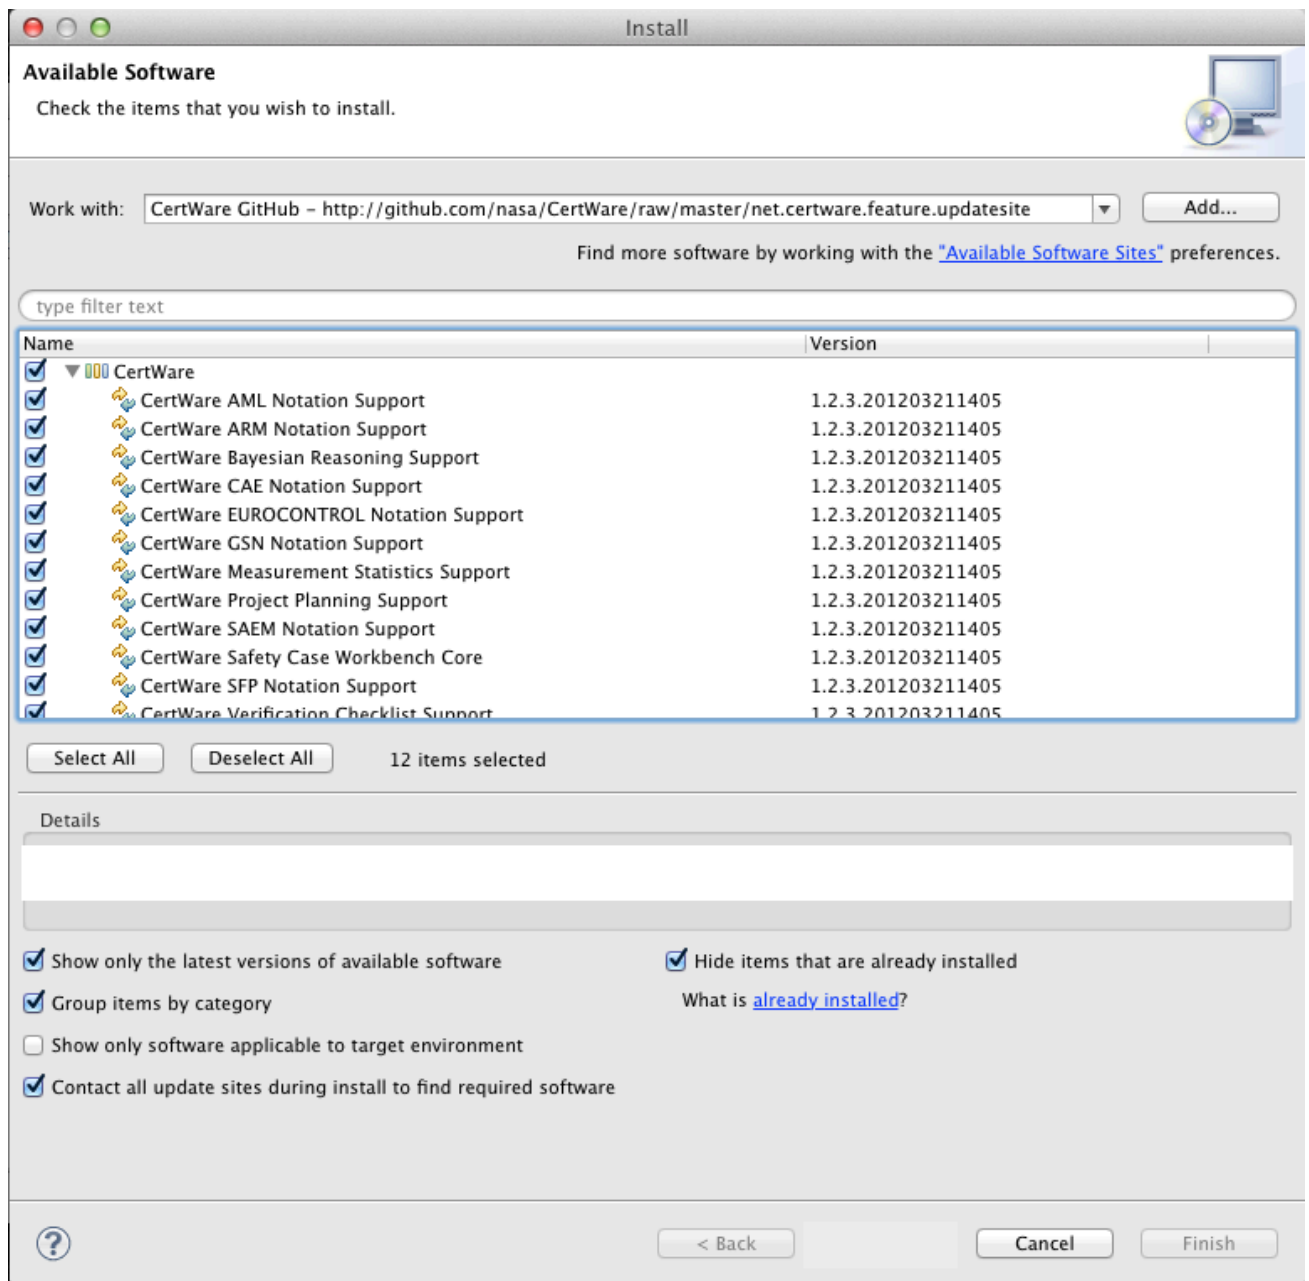 Install
Available Software
Check the items that you wish to install.
Work with: CertWare GitHub – http://github.com/nasa/CertWare/raw/master/net.certware.feature.updatesite Add...
Find more software by working with the "Available Software Sites" preferences.
type filter text
Name Version
CertWare
CertWare AML Notation Support 1.2.3.201203211405
CertWare ARM Notation Support 1.2.3.201203211405
CertWare Bayesian Reasoning Support 1.2.3.201203211405
CertWare CAE Notation Support 1.2.3.201203211405
CertWare EUROCONTROL Notation Support 1.2.3.201203211405
CertWare GSN Notation Support 1.2.3.201203211405
CertWare Measurement Statistics Support 1.2.3.201203211405
CertWare Project Planning Support 1.2.3.201203211405
CertWare SAEM Notation Support 1.2.3.201203211405
CertWare Safety Case Workbench Core 1.2.3.201203211405
CertWare SFP Notation Support 1.2.3.201203211405
CertWare Verification Checklist Support 1.2.3.201203211405
Select All Deselect All 12 items selected
Details
Show only the latest versions of available software Hide items that are already installed
Group items by category What is already installed?
Show only software applicable to target environment
Contact all update sites during install to find required software
? < Back Cancel Finish